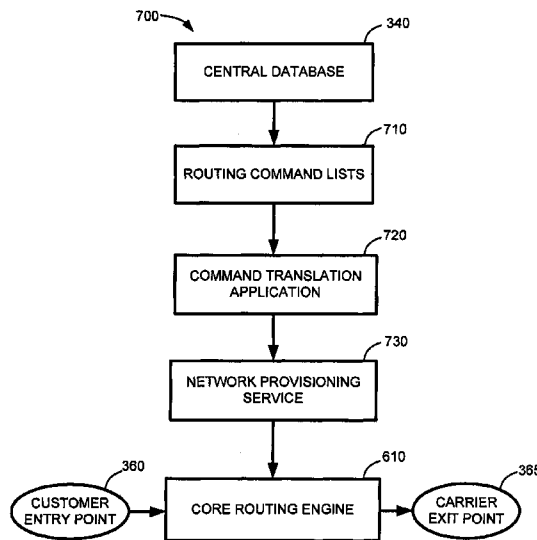 700
340
CENTRAL DATABASE
710
ROUTING COMMAND LISTS
720
COMMAND TRANSLATION
APPLICATION
730
NETWORK PROVISIONING
SERVICE
360
610
365
CUSTOMER
ENTRY POINT
CORE ROUTING ENGINE
CARRIER
EXIT POINT